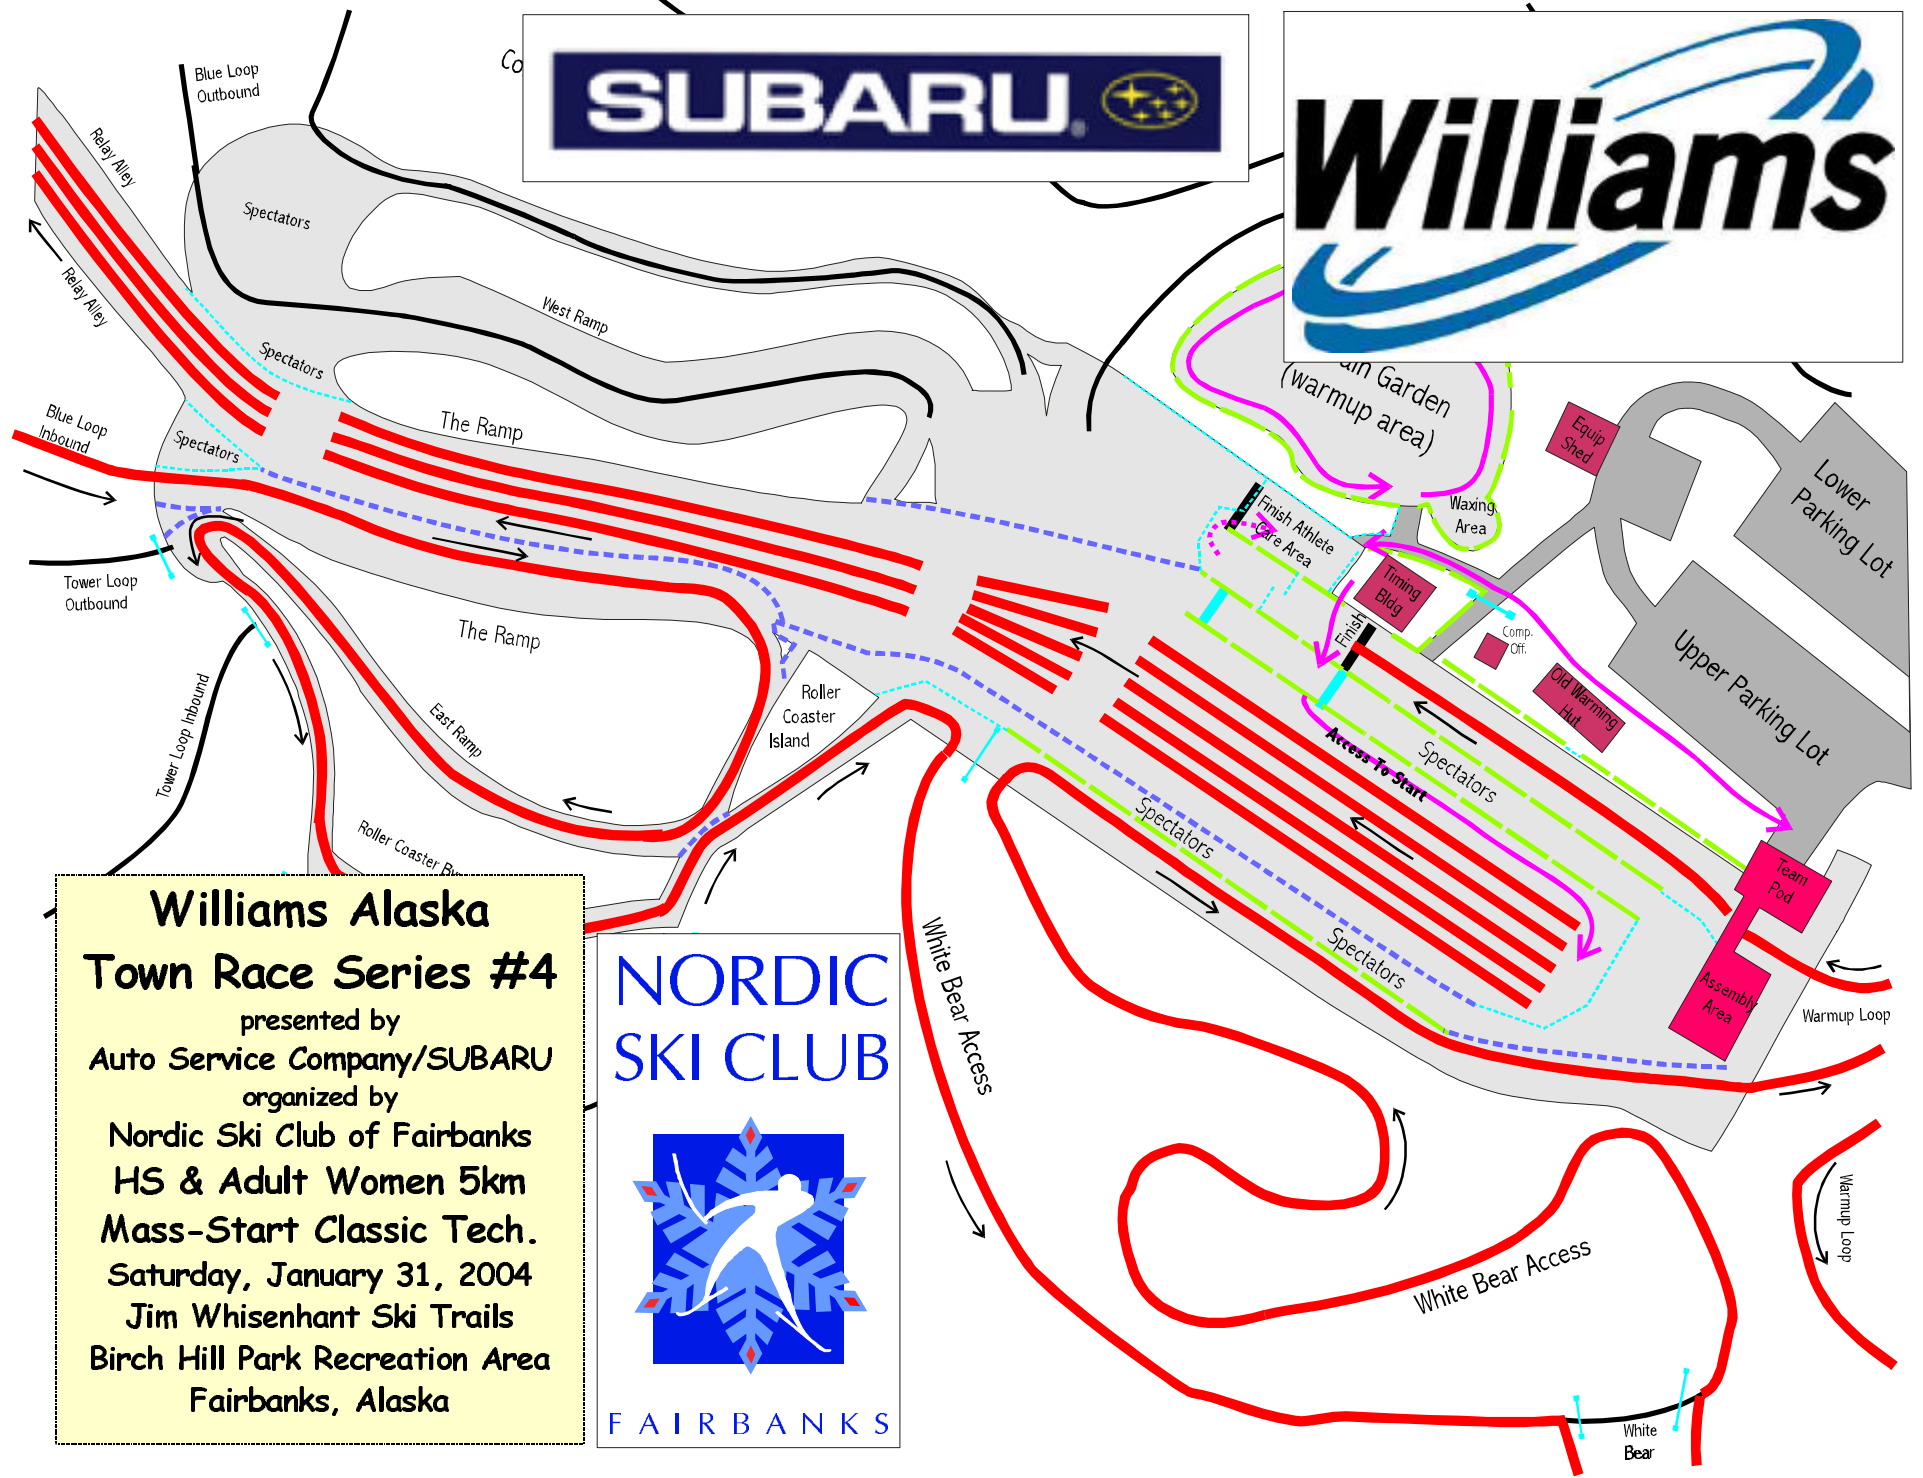 Blue Loop
Outbound
Co
SUBARU
Williams
Relay Alley
Spectators
Relay Alley
West Ramp
Spectators
The Ramp
Blue Loop
Inbound
Spectators
Garden
(warmup area)
Equip
Shed
Lower
Parking Lot
Waxing
Area
Finish Athlete
Care Area
Timing
Bldg
Finish
Comp.
Off.
Old Warming
Hut
Upper Parking Lot
Tower Loop
Outbound
The Ramp
Roller
Coaster
Island
East Ramp
Tower Loop Inbound
Roller Coaster
Access To Start
Spectators
Spectators
Spectators
Team
Pod
Assembly
Area
Warmup Loop
Warmup Loop
White Bear Access
White Bear Access
White
Bear
Williams Alaska
Town Race Series #4
presented by
Auto Service Company/SUBARU
organized by
Nordic Ski Club of Fairbanks
HS & Adult Women 5km
Mass-Start Classic Tech.
Saturday, January 31, 2004
Jim Whisenhant Ski Trails
Birch Hill Park Recreation Area
Fairbanks, Alaska
NORDIC
SKI CLUB
FAIRBANKS